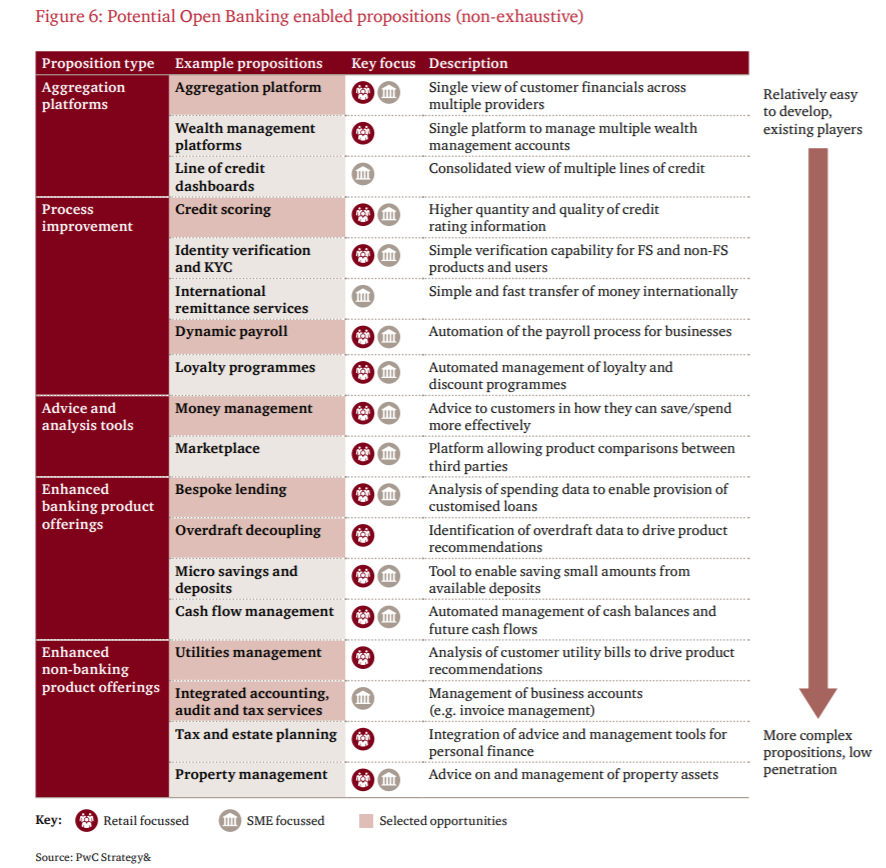 Figure 6: Potential Open Banking enabled propositions (non-exhaustive)
Proposition type Example propositions Key focus Description
Aggregation
platforms
Aggregation platform
Single view of customer financials across
multiple providers
Wealth management
platforms
Single platform to manage multiple wealth
management accounts
Line of credit
dashboards
Consolidated view of multiple lines of credit
Process
improvement
Credit scoring
Higher quantity and quality of credit
rating information
Identity verification
and KYC
Simple verification capability for FS and non-FS
products and users
International
remittance services
Simple and fast transfer of money internationally
Dynamic payroll
Automation of the payroll process for businesses
Loyalty programmes
Automated management of loyalty and
discount programmes
Advice and
analysis tools
Money management
Advice to customers in how they can save/spend
more effectively
Marketplace
Platform allowing product comparisons between
third parties
Enhanced
banking product
offerings
Bespoke lending
Analysis of spending data to enable provision of
customised loans
Overdraft decoupling
Identification of overdraft data to drive product
recommendations
Micro savings and
deposits
Tool to enable saving small amounts from
available deposits
Cash flow management
Automated management of cash balances and
future cash flows
Enhanced
non-banking
product offerings
Utilities management
Analysis of customer utility bills to drive product
recommendations
Integrated accounting,
audit and tax services
Management of business accounts
(e.g. invoice management)
Tax and estate planning
Integration of advice and management tools for
personal finance
Property management
Advice on and management of property assets
Relatively easy
to develop,
existing players
More complex
propositions, low
penetration
Key: Retail focussed SME focussed Selected opportunities
Source: PwC Strategy&